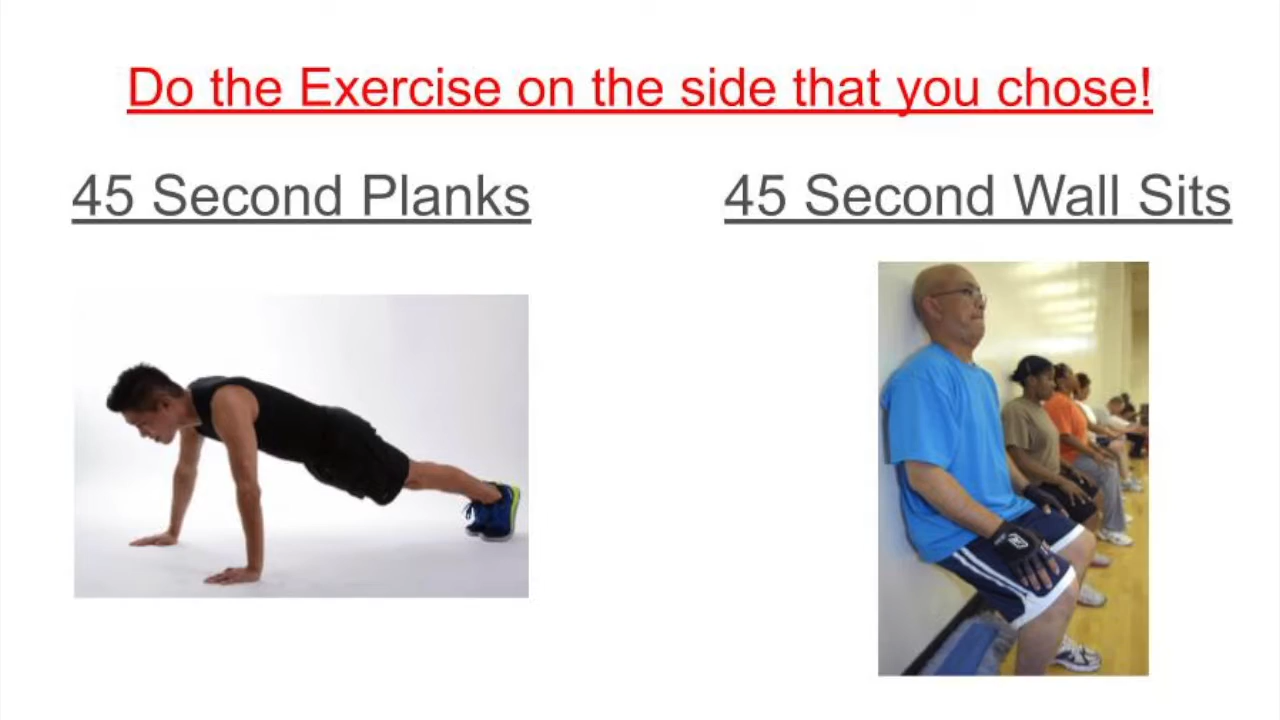 Do the Exercise on the side that you chose!
45 Second Planks
45 Second Wall Sits